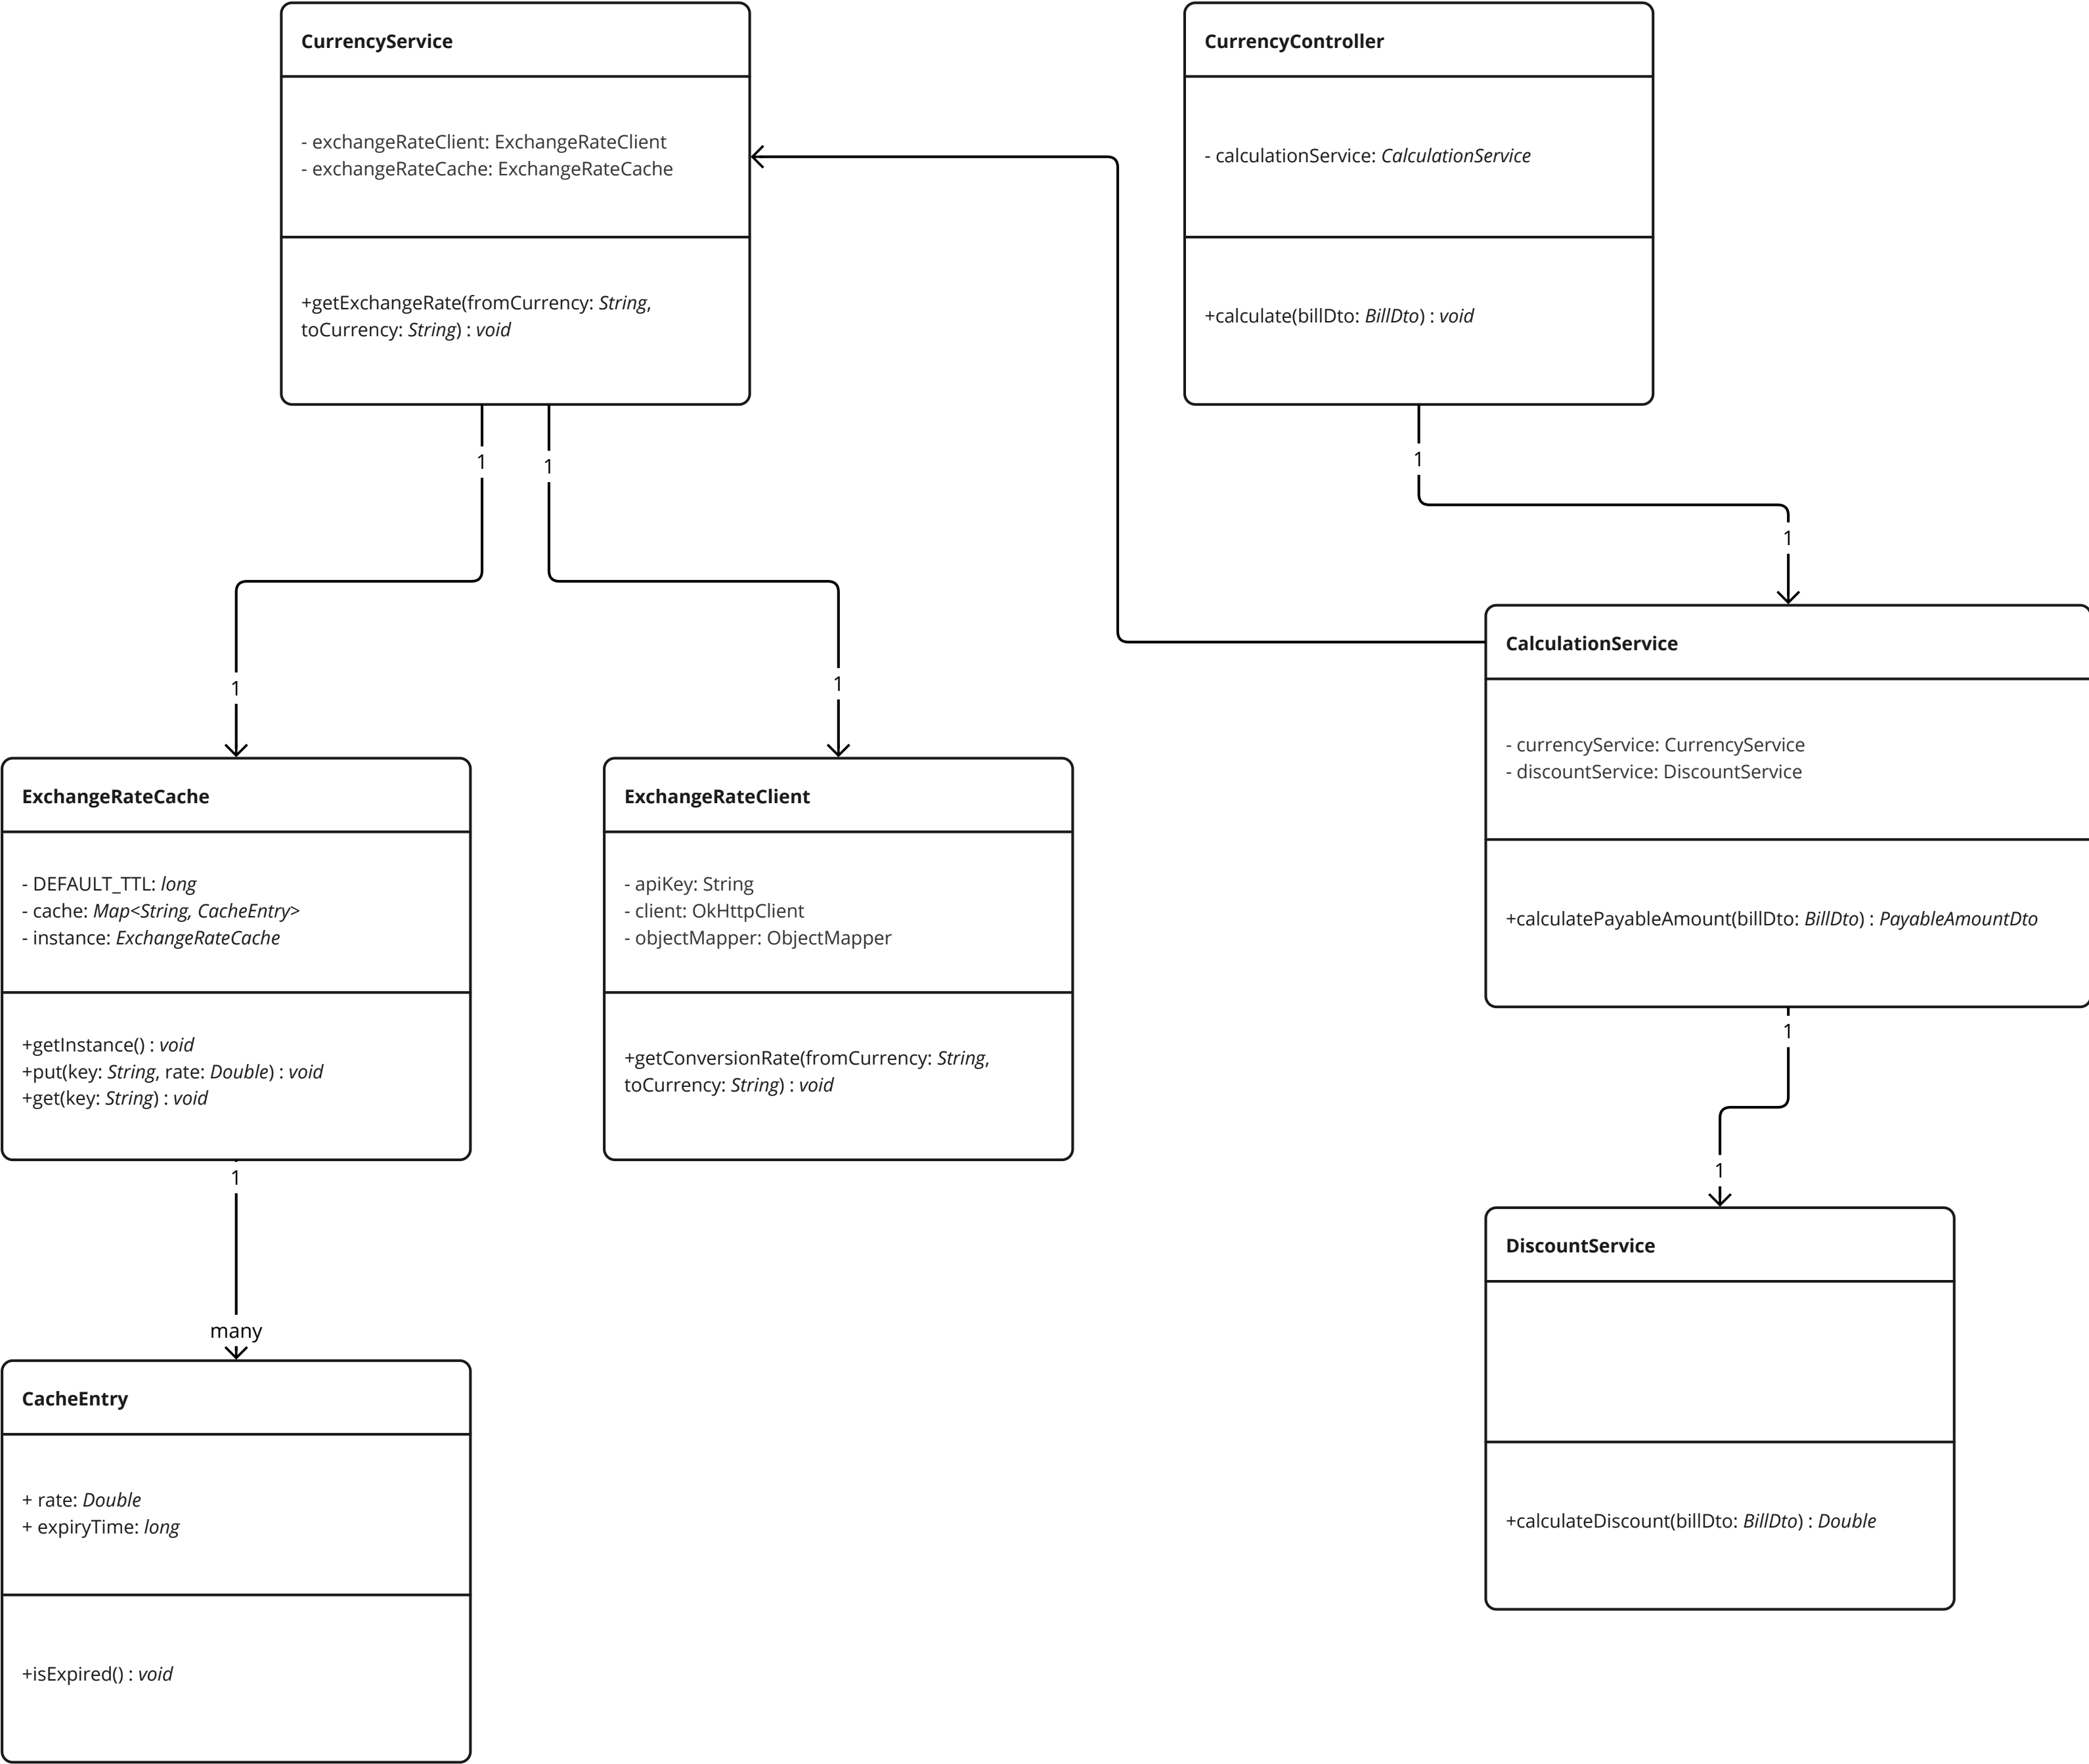 CurrencyService
- exchangeRateClient: ExchangeRateClient
- exchangeRateCache: ExchangeRateCache
+getExchangeRate(fromCurrency: String,
toCurrency: String) : void
CurrencyController
- calculationService: CalculationService
+calculate(billDto: BillDto) : void
1
1
1
1
1
1
CalculationService
- currencyService: CurrencyService
- discountService: DiscountService
+calculatePayableAmount(billDto: BillDto) : PayableAmountDto
ExchangeRateCache
- DEFAULT_TTL: long
- cache: Map<String, CacheEntry>
- instance: ExchangeRateCache
+getInstance() : void
+put(key: String, rate: Double) : void
+get(key: String) : void
ExchangeRateClient
- apiKey: String
- client: OkHttpClient
- objectMapper: ObjectMapper
+getConversionRate(fromCurrency: String,
toCurrency: String) : void
1
1
1
many
DiscountService
+calculateDiscount(billDto: BillDto) : Double
CacheEntry
+ rate: Double
+ expiryTime: long
+isExpired() : void